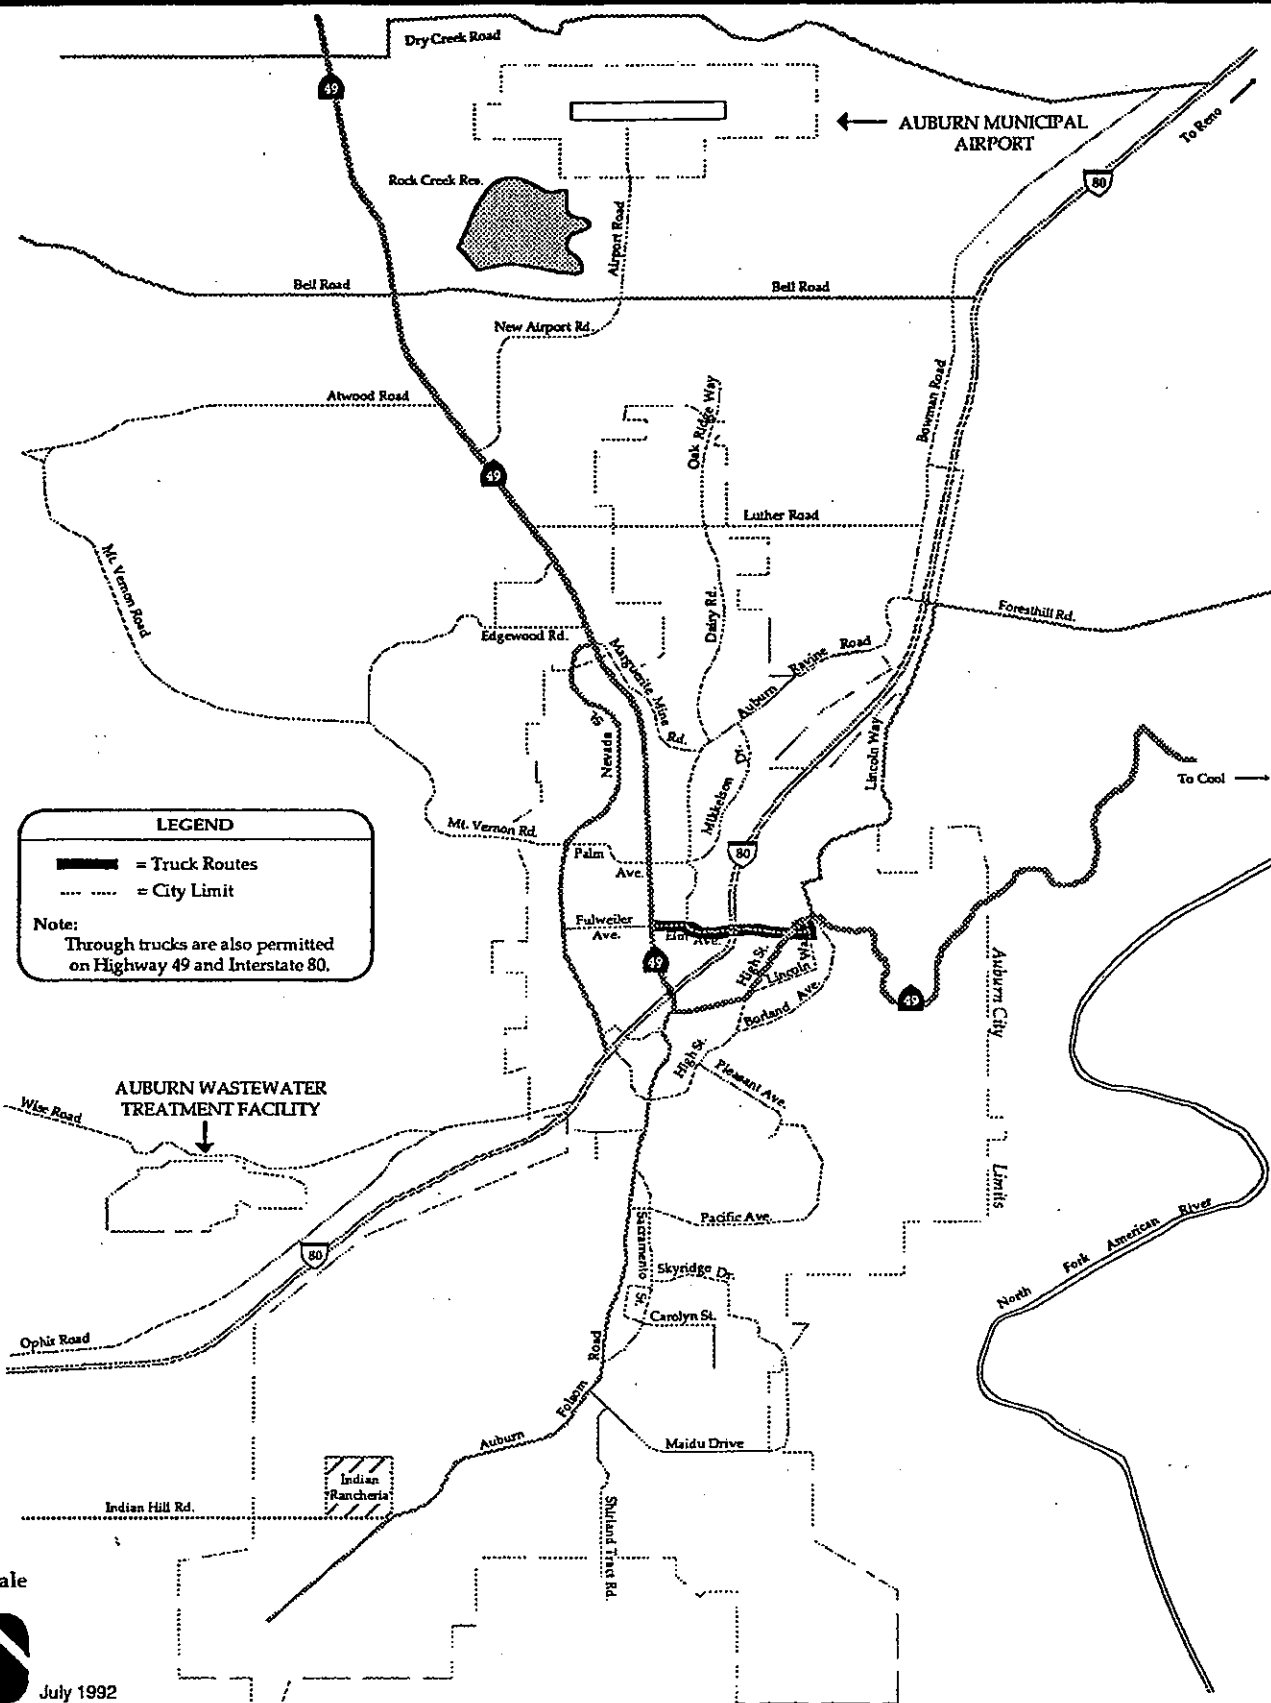 Dry Creek Road
49
AUBURN MUNICIPAL
AIRPORT
To Reno
80
Rock Creek Res.
Airport Road
Bell Road
Bell Road
New Airport Rd.
Atwood Road
Oak Ridge Way
Bowman Road
49
Luther Road
Mt. Vernon Road
Dairy Rd.
Foresthill Rd.
Edgewood Rd.
Marguerite Mine
Rd.
Auburn Ravine Road
Nevada St.
Mikkelson Dr.
Lincoln Way
To Cool
LEGEND
= Truck Routes
= City Limit
Note:
Through trucks are also permitted
on Highway 49 and Interstate 80.
Mt. Vernon Rd.
Palm
Ave.
80
Fulweiler
Ave.
Elm Ave.
49
High St.
Lincoln Way
Borland Ave.
49
Auburn City
Limits
High St.
Pleasant Ave.
AUBURN WASTEWATER
TREATMENT FACILITY
Wise Road
Sacramento St.
Pacific Ave.
North Fork American River
80
Skyridge Dr.
Carolyn St.
Ophir Road
Auburn Folsom Road
Maidu Drive
Indian
Rancheria
Indian Hill Rd.
Shirland Tract Rd.
ale
July 1992